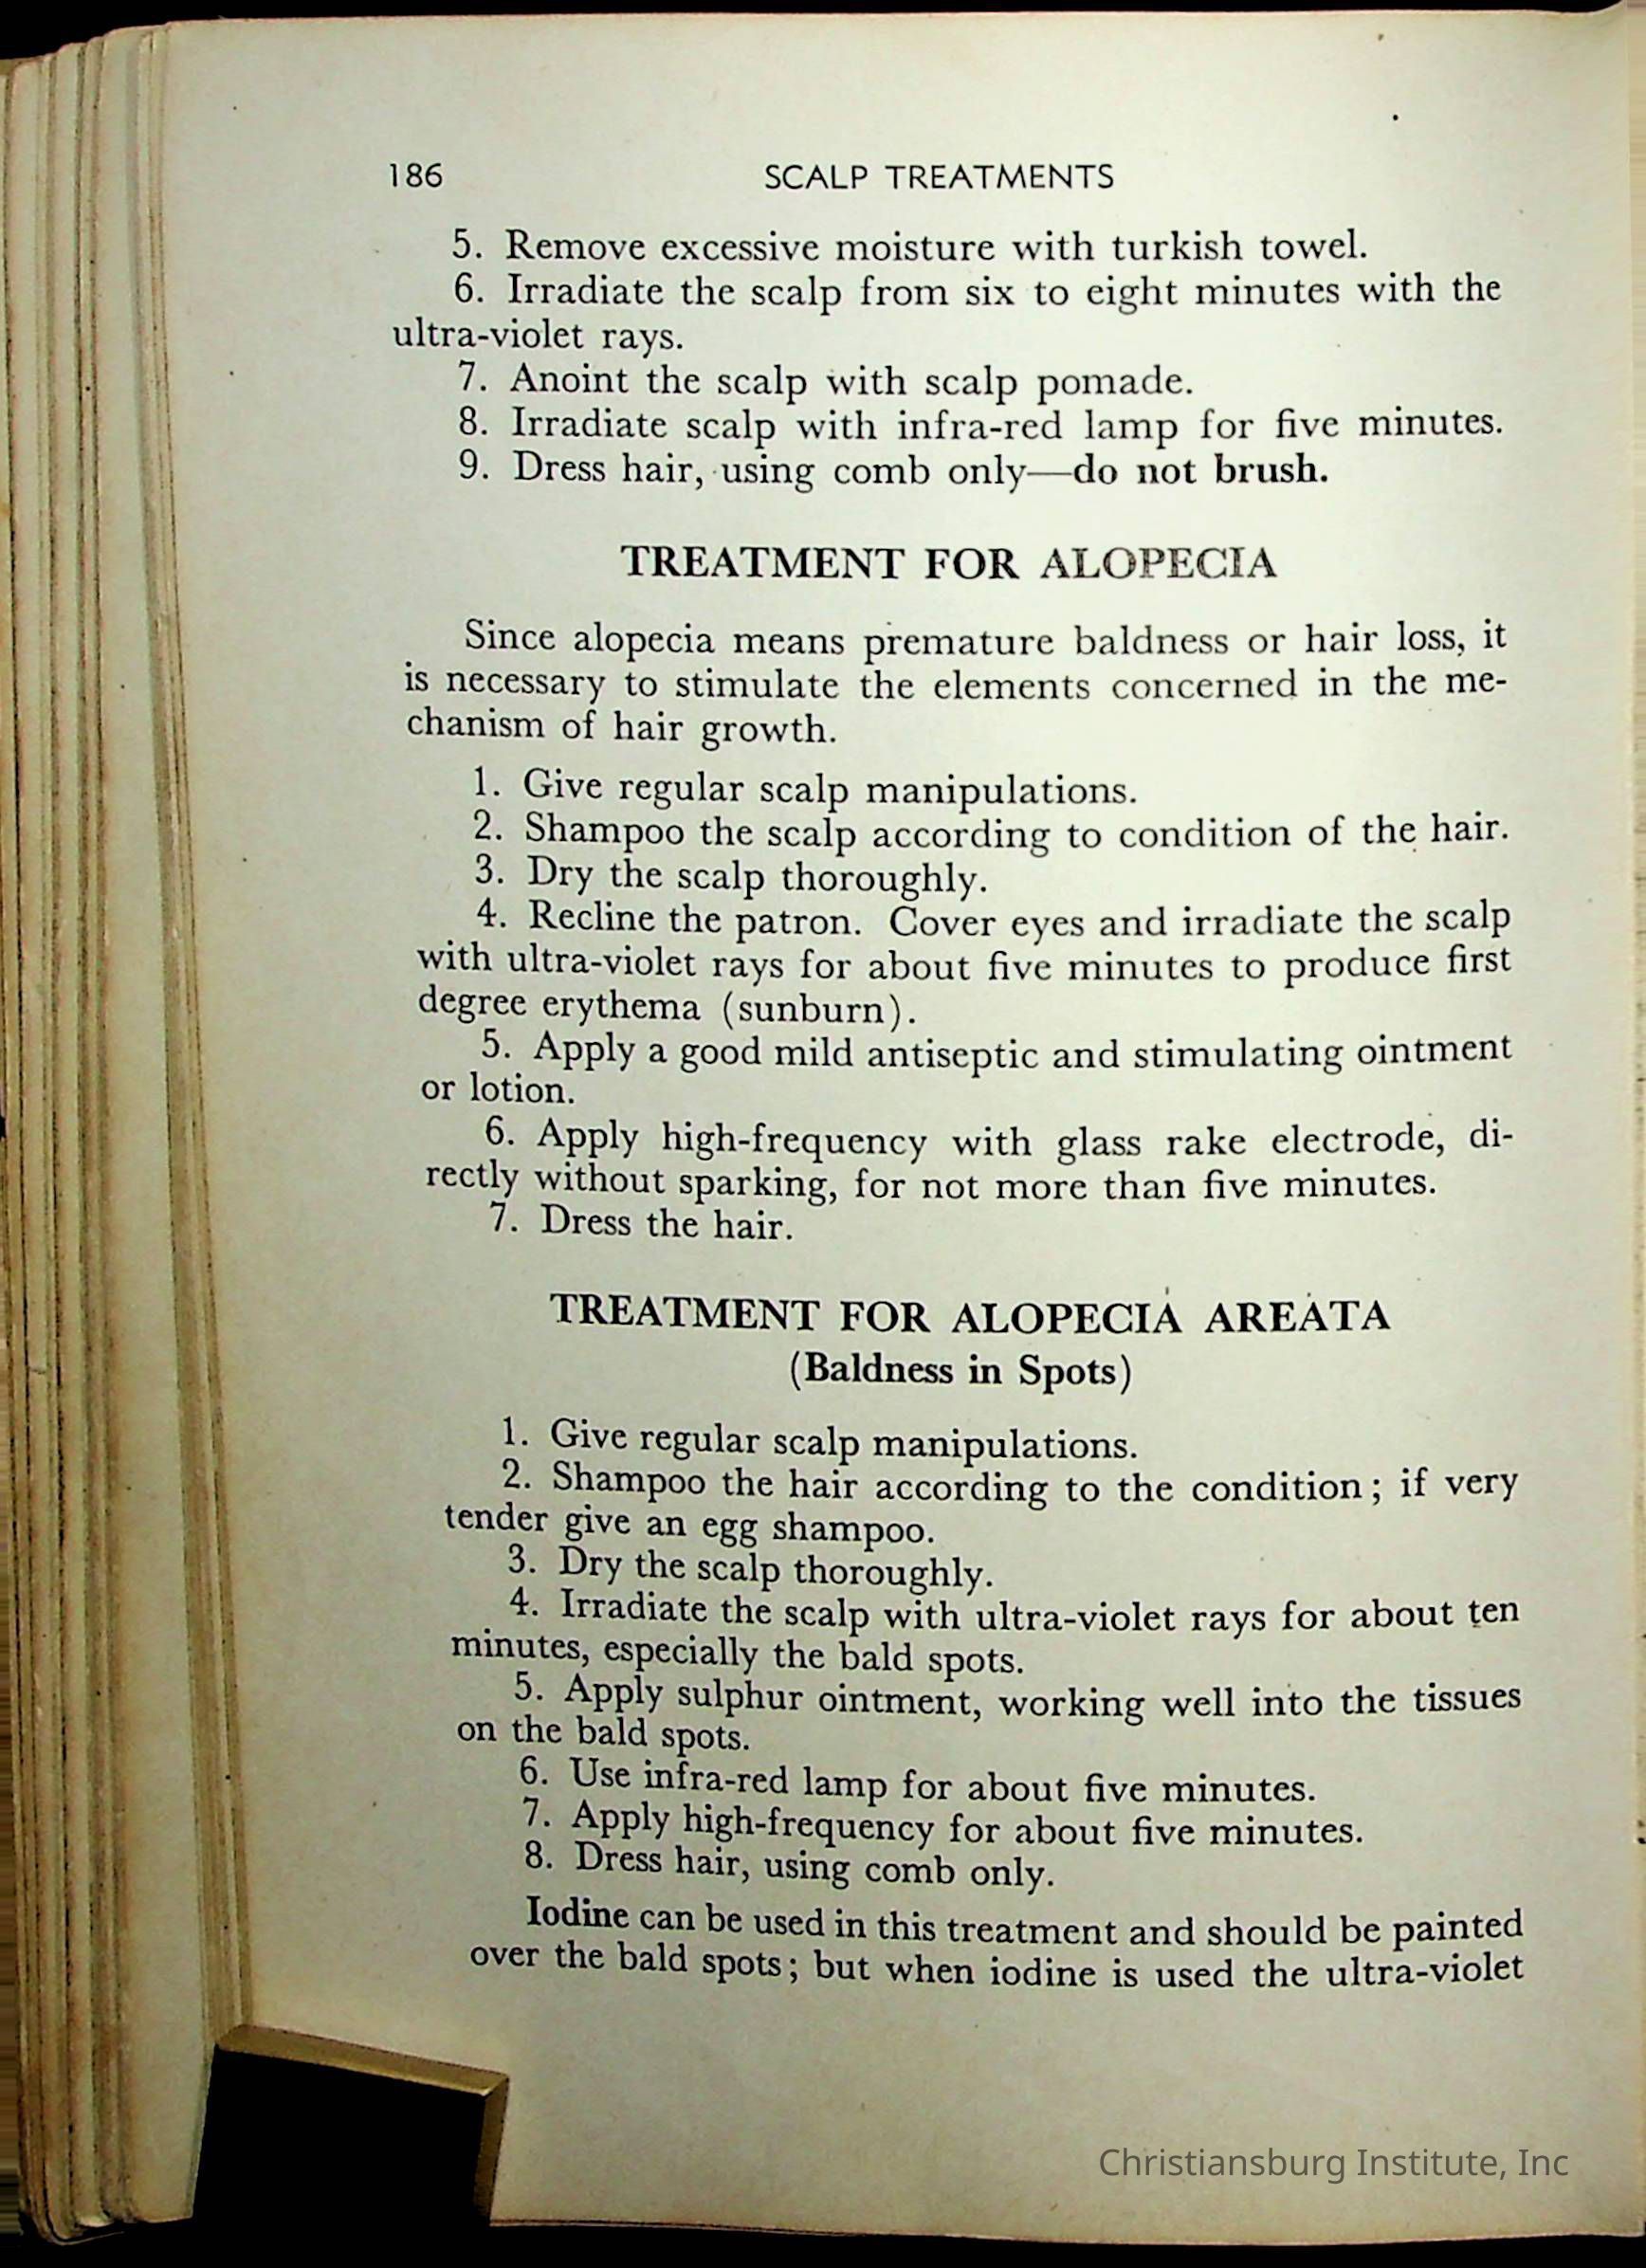 186 SCALP TREATMENTS
5. Remove excessive moisture with turkish towel.
6. Irradiate the scalp from six to eight minutes with the
ultra-violet rays.
7. Anoint the scalp with scalp pomade.
8. Irradiate scalp with infra-red lamp for five minutes.
9. Dress hair, using comb only—do not brush.
TREATMENT FOR ALOPECIA
Since alopecia means premature baldness or hair loss, it
is necessary to stimulate the elements concerned in the me-
chanism of hair growth.
1. Give regular scalp manipulations.
2. Shampoo the scalp according to condition of the hair.
3. Dry the scalp thoroughly.
4. Recline the patron. Cover eyes and irradiate the scalp
with ultra-violet rays for about five minutes to produce first
degree erythema (sunburn).
5. Apply a good mild antiseptic and stimulating ointment
or lotion.
6. Apply high-frequency with glass rake electrode, di-
rectly without sparking, for not more than five minutes.
7. Dress the hair.
TREATMENT FOR ALOPECIA AREATA
(Baldness in Spots)
1. Give regular scalp manipulations.
2. Shampoo the hair according to the condition; if very
tender give an egg shampoo.
3. Dry the scalp thoroughly.
4. Irradiate the scalp with ultra-violet rays for about ten
minutes, especially the bald spots.
5. Apply sulphur ointment, working well into the tissues
on the bald spots.
6. Use infra-red lamp for about five minutes.
7. Apply high-frequency for about five minutes.
8. Dress hair, using comb only.
Iodine can be used in this treatment and should be painted
over the bald spots; but when iodine is used the ultra-violet
Christiansburg Institute, Inc